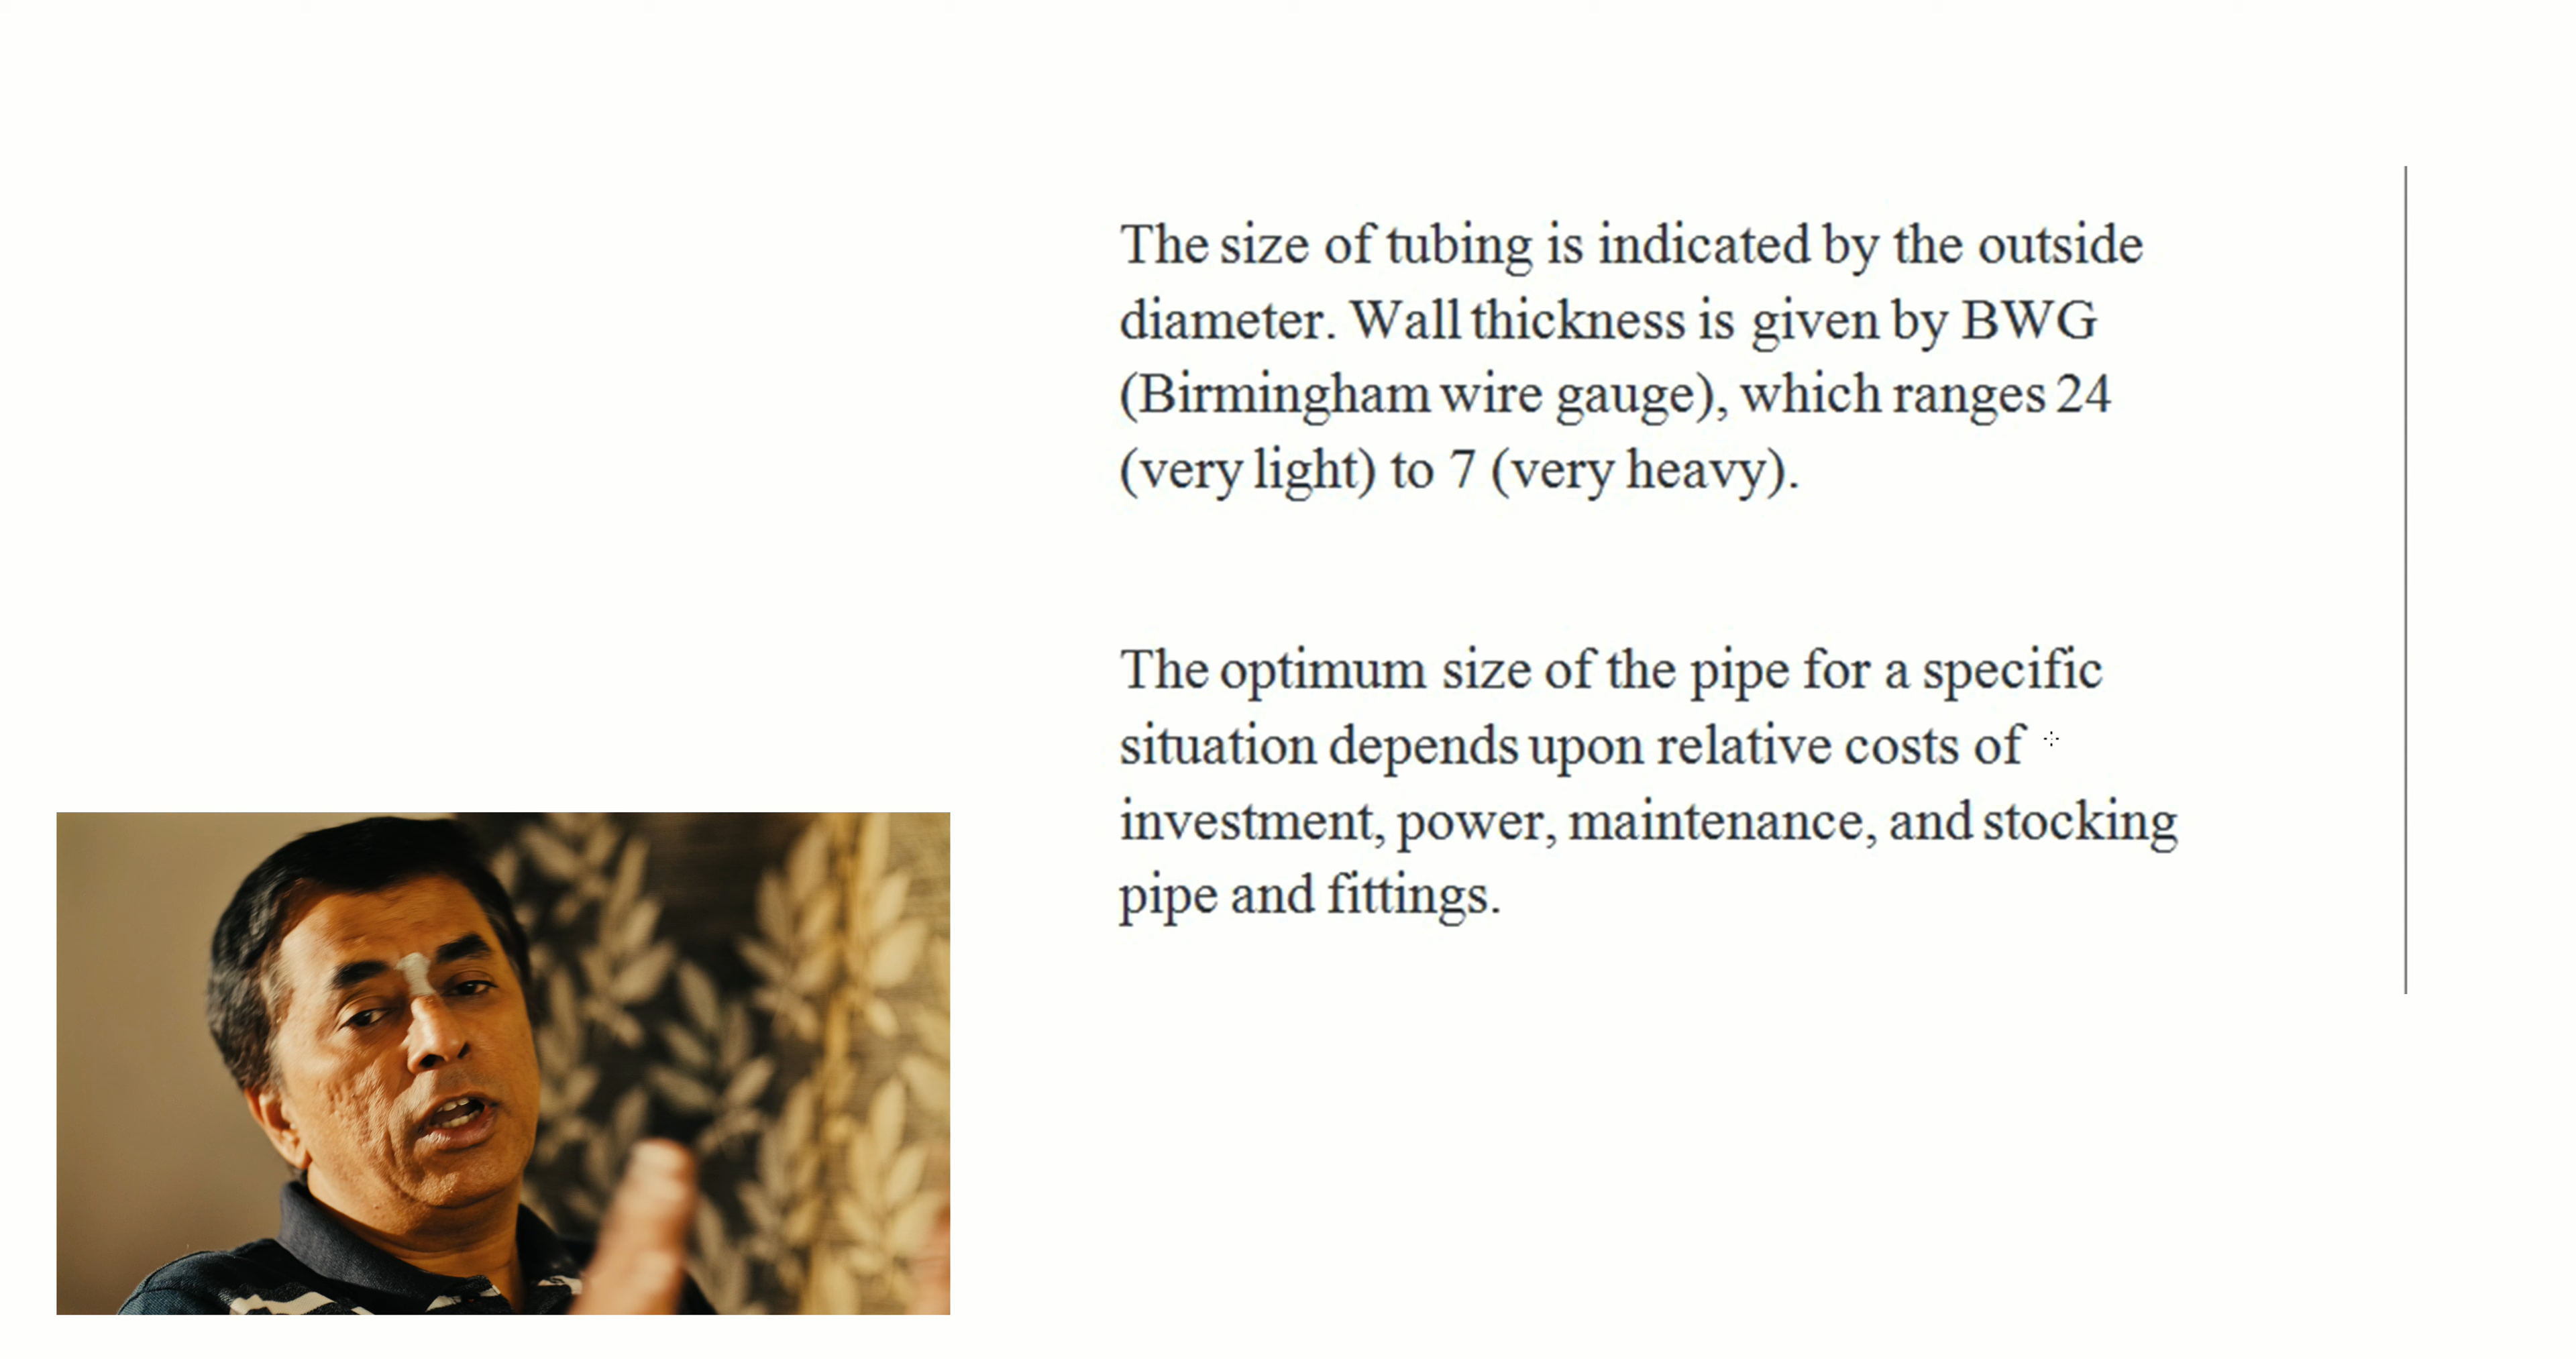 The size of tubing is indicated by the outside
diameter. Wall thickness is given by BWG
(Birmingham wire gauge), which ranges 24
(very light) to 7 (very heavy).
The optimum size of the pipe for a specific
situation depends upon relative costs of
investment, power, maintenance, and stocking
pipe and fittings.